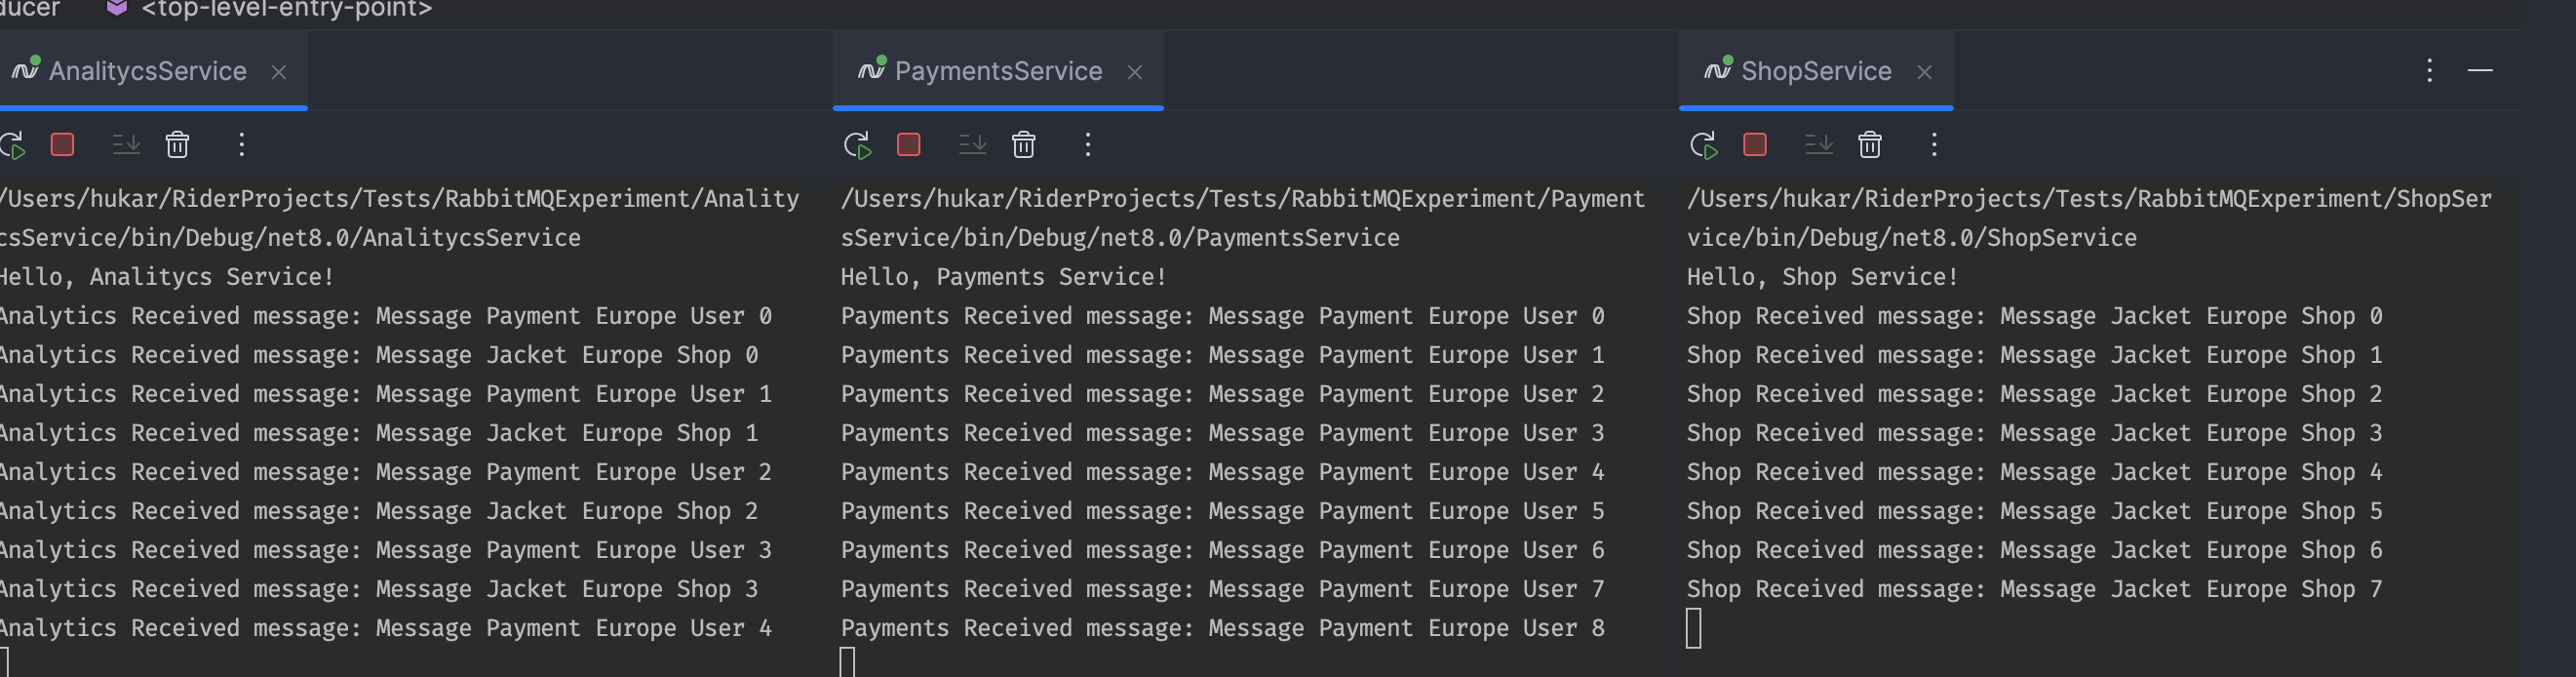 <top-level-entry-point>
AnalitycsService
PaymentsService
ShopService
/Users/hukar/RiderProjects/Tests/RabbitMQExperiment/Anality
csService/bin/Debug/net8.0/AnalitycsService
Hello, Analitycs Service!
Analytics Received message: Message Payment Europe User 0
Analytics Received message: Message Jacket Europe Shop 0
Analytics Received message: Message Payment Europe User 1
Analytics Received message: Message Jacket Europe Shop 1
Analytics Received message: Message Payment Europe User 2
Analytics Received message: Message Jacket Europe Shop 2
Analytics Received message: Message Payment Europe User 3
Analytics Received message: Message Jacket Europe Shop 3
Analytics Received message: Message Payment Europe User 4
/Users/hukar/RiderProjects/Tests/RabbitMQExperiment/Payment
sService/bin/Debug/net8.0/PaymentsService
Hello, Payments Service!
Payments Received message: Message Payment Europe User 0
Payments Received message: Message Payment Europe User 1
Payments Received message: Message Payment Europe User 2
Payments Received message: Message Payment Europe User 3
Payments Received message: Message Payment Europe User 4
Payments Received message: Message Payment Europe User 5
Payments Received message: Message Payment Europe User 6
Payments Received message: Message Payment Europe User 7
Payments Received message: Message Payment Europe User 8
/Users/hukar/RiderProjects/Tests/RabbitMQExperiment/ShopSer
vice/bin/Debug/net8.0/ShopService
Hello, Shop Service!
Shop Received message: Message Jacket Europe Shop 0
Shop Received message: Message Jacket Europe Shop 1
Shop Received message: Message Jacket Europe Shop 2
Shop Received message: Message Jacket Europe Shop 3
Shop Received message: Message Jacket Europe Shop 4
Shop Received message: Message Jacket Europe Shop 5
Shop Received message: Message Jacket Europe Shop 6
Shop Received message: Message Jacket Europe Shop 7